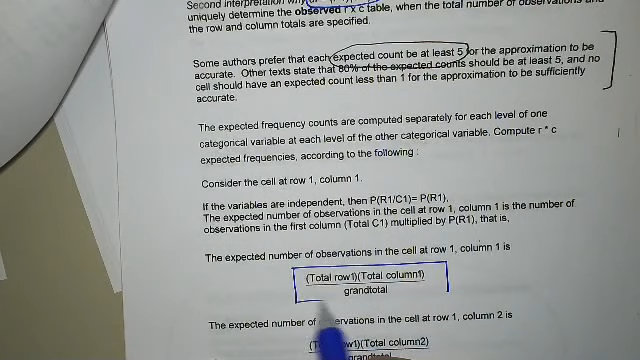 Second interpretation why
uniquely determine the observed r x c table, when the total number of observations and
the row and column totals are specified.
Some authors prefer that each expected count be at least 5 for the approximation to be
accurate. Other texts state that 80% of the expected counts should be at least 5, and no
cell should have an expected count less than 1 for the approximation to be sufficiently
accurate.
The expected frequency counts are computed separately for each level of one
categorical variable at each level of the other categorical variable. Compute r * c
expected frequencies, according to the following :
Consider the cell at row 1, column 1.
If the variables are independent, then P(R1/C1)= P(R1),
The expected number of observations in the cell at row 1, column 1 is the number of
observations in the first column (Total C1) multiplied by P(R1), that is,
The expected number of observations in the cell at row 1, column 1 is
(Total row1)(Total column1)
grandtotal
The expected number of observations in the cell at row 1, column 2 is
row1)(Total column2)
grandtotal